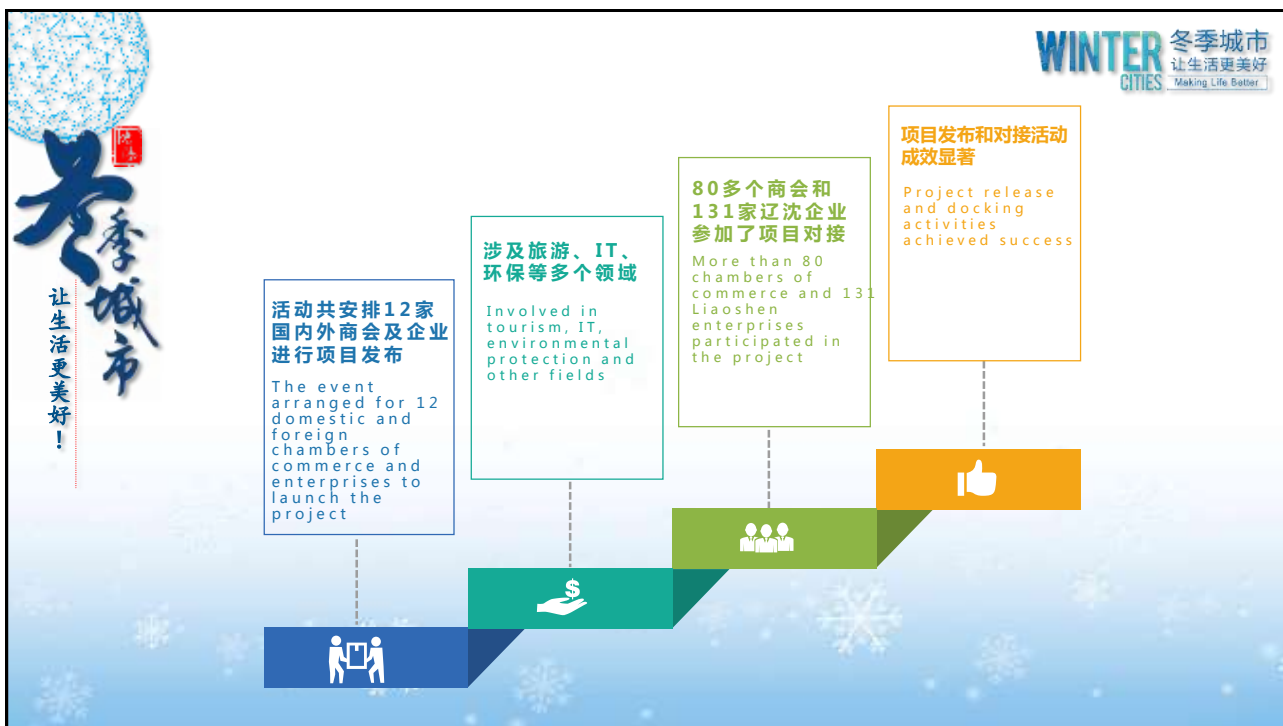 WINTER
CITIES
冬季城市
让生活更美好
Making Life Better
冬季城市
让生活更美好！
活动共安排12家
国内外商会及企业
进行项目发布
The event
arranged for 12
domestic and
foreign
chambers of
commerce and
enterprises to
launch the
project
涉及旅游、IT、
环保等多个领域
Involved in
tourism, IT,
environmental
protection and
other fields
80多个商会和
131家辽沈企业
参加了项目对接
More than 80
chambers of
commerce and 131
Liaoshen
enterprises
participated in
the project
项目发布和对接活动
成效显著
Project release
and docking
activities
achieved success
$